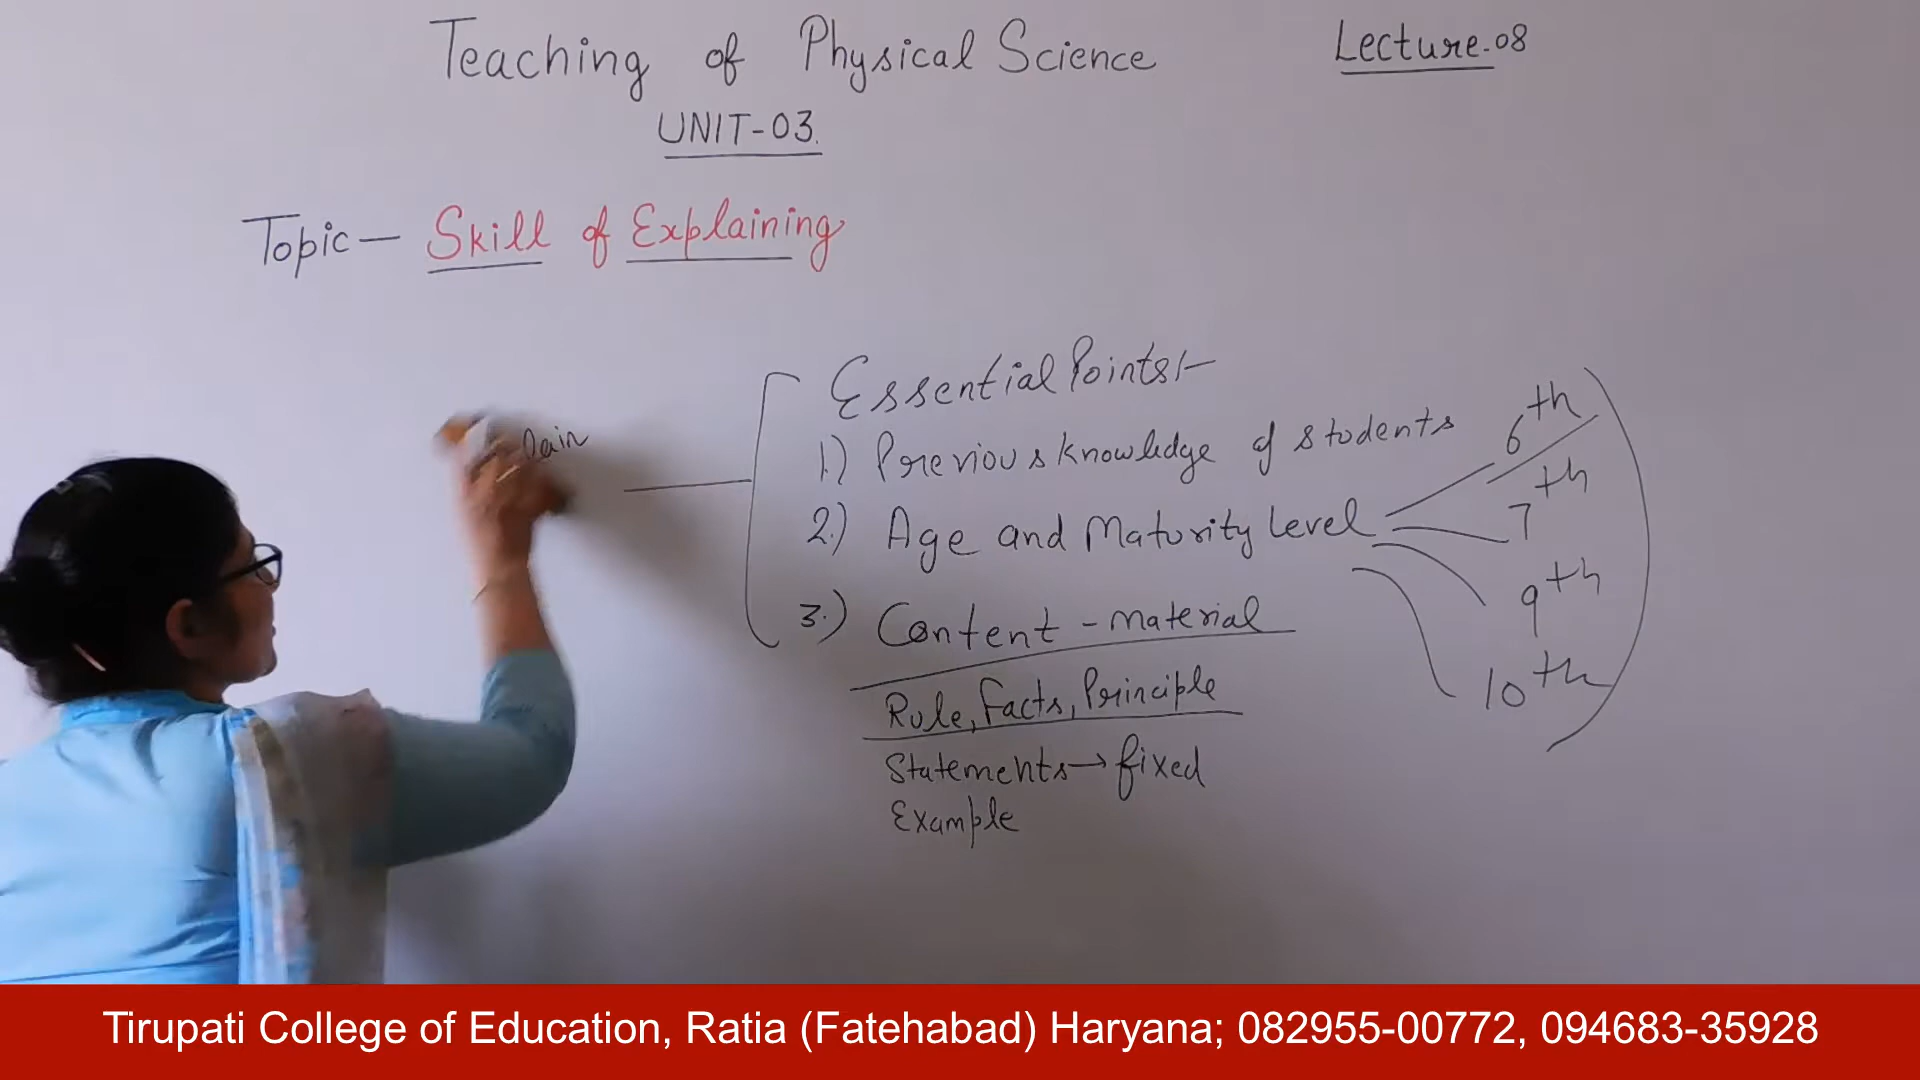 Teaching of Physical Science
Lecture-08
UNIT-03.
Topic— Skill of Explaining
Essential Points:-
1.) Previous knowledge of students
2.) Age and Maturity Level
6th
7th
9th
10th
3.) Content - material
Rule, Facts, Principle
Statements→fixed
Example
Tirupati College of Education, Ratia (Fatehabad) Haryana; 082955-00772, 094683-35928